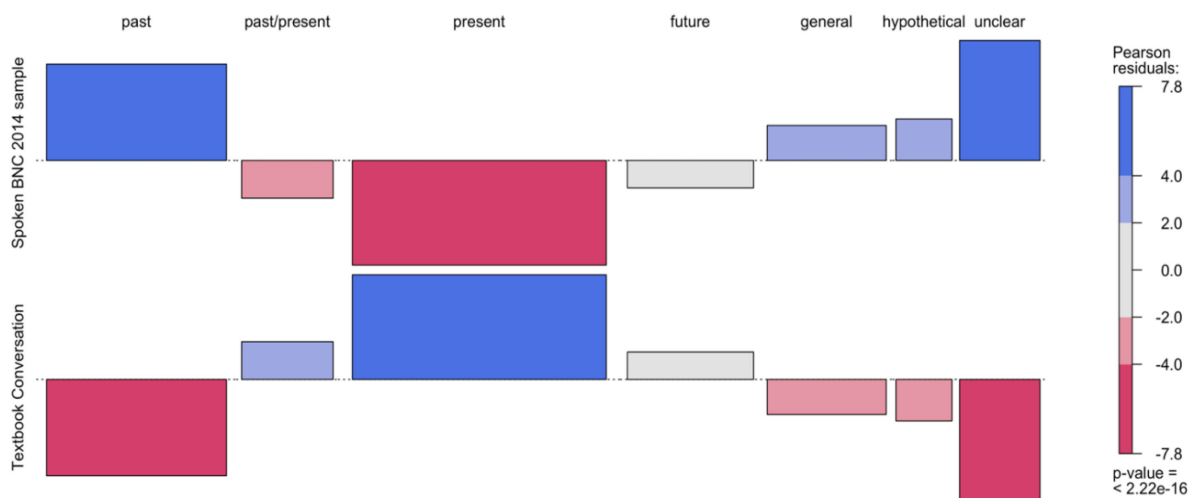 past past/present present future general hypothetical unclear
Spoken BNC 2014 sample
Textbook Conversation
Pearson
residuals:
7.8
4.0
2.0
0.0
-2.0
-4.0
-7.8
p-value =
< 2.22e-16